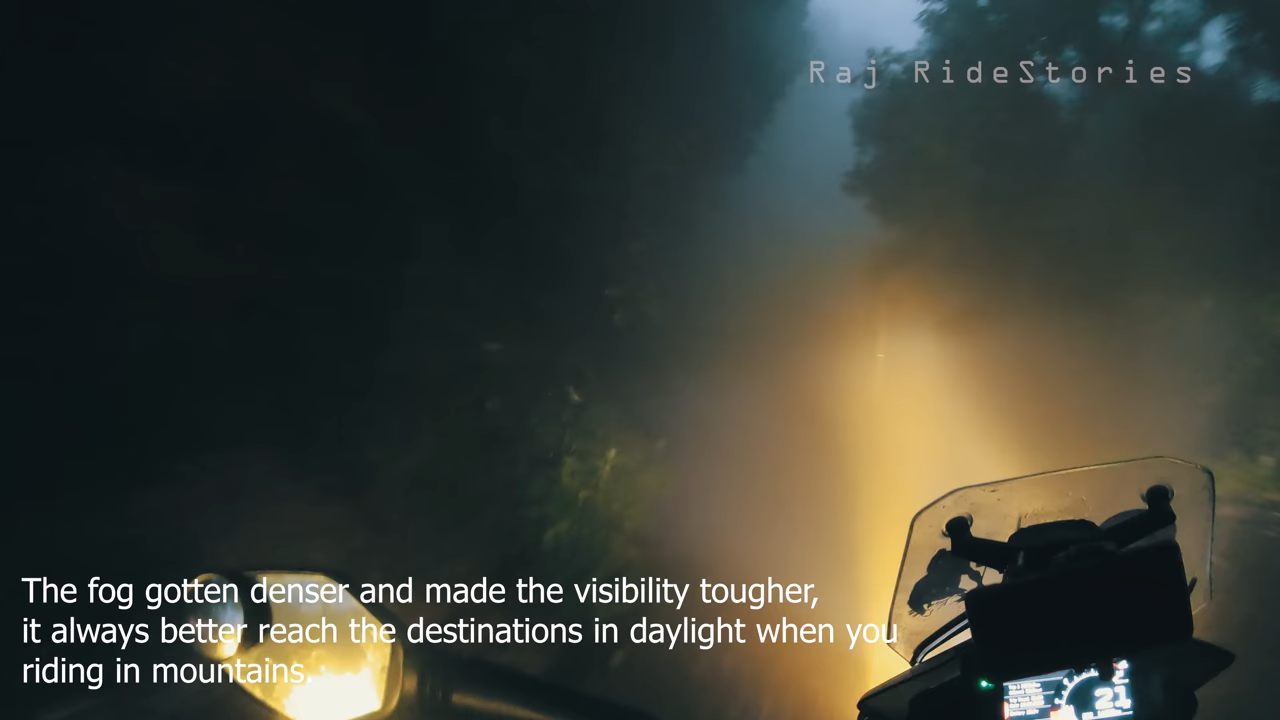 Raj RideStories
The fog gotten denser and made the visibility tougher,
it always better reach the destinations in daylight when you
riding in mountains.
21